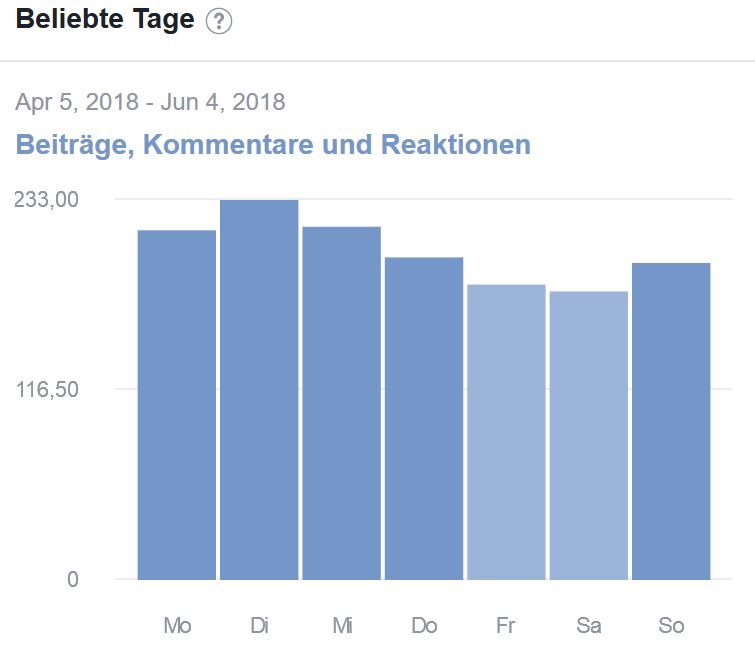 Beliebte Tage ?
Apr 5, 2018 - Jun 4, 2018
Beiträge, Kommentare und Reaktionen
233,00
116,50
0
Mo Di Mi Do Fr Sa So